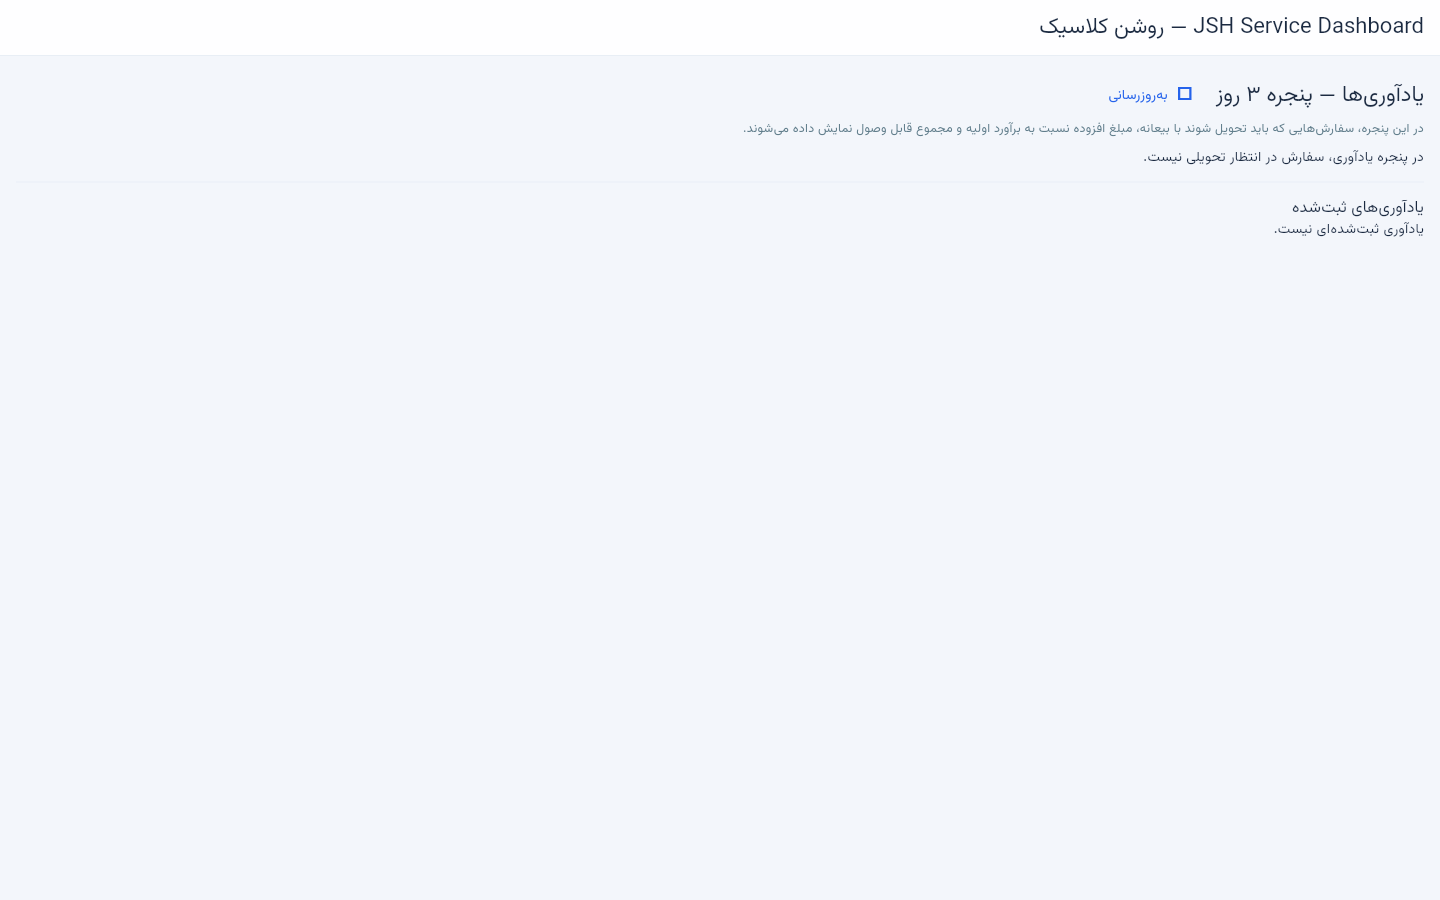 JSH Service Dashboard — روشن کلاسیک
یادآوری‌ها — پنجره ۳ روز
به‌روزرسانی
در این پنجره، سفارش‌هایی که باید تحویل شوند با بیعانه، مبلغ افزوده نسبت به برآورد اولیه و مجموع قابل وصول نمایش داده می‌شوند.
در پنجره یادآوری، سفارش در انتظار تحویلی نیست.
یادآوری‌های ثبت‌شده
یادآوری ثبت‌شده‌ای نیست.